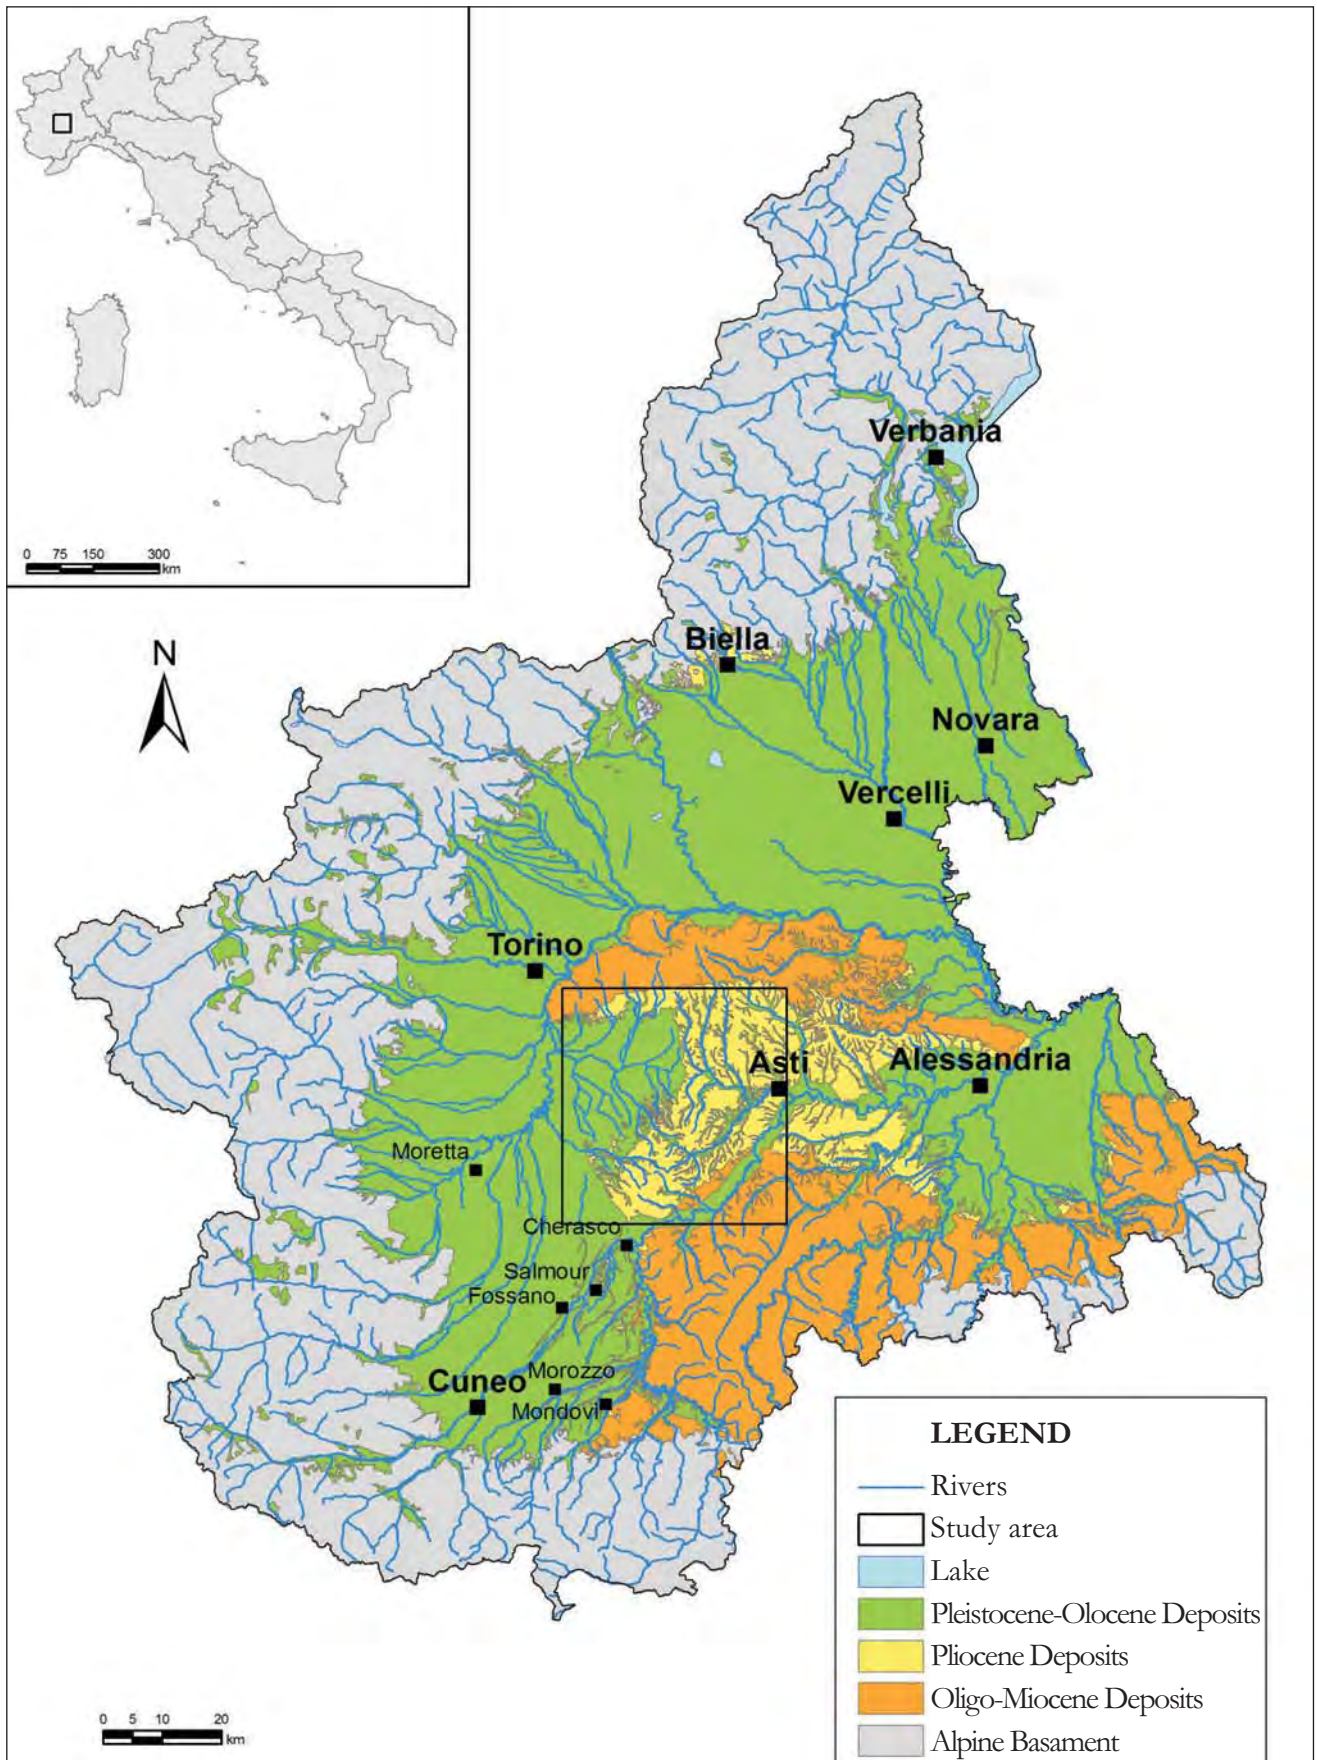 0 75 150 300
km
N
Verbania
Biella
Novara
Vercelli
Torino
Asti
Alessandria
Moretta
Cherasco
Salmour
Fossano
Morozzo
Cuneo
Mondovì
LEGEND
Rivers
Study area
Lake
Pleistocene-Olocene Deposits
Pliocene Deposits
Oligo-Miocene Deposits
Alpine Basament
0 5 10 20
km